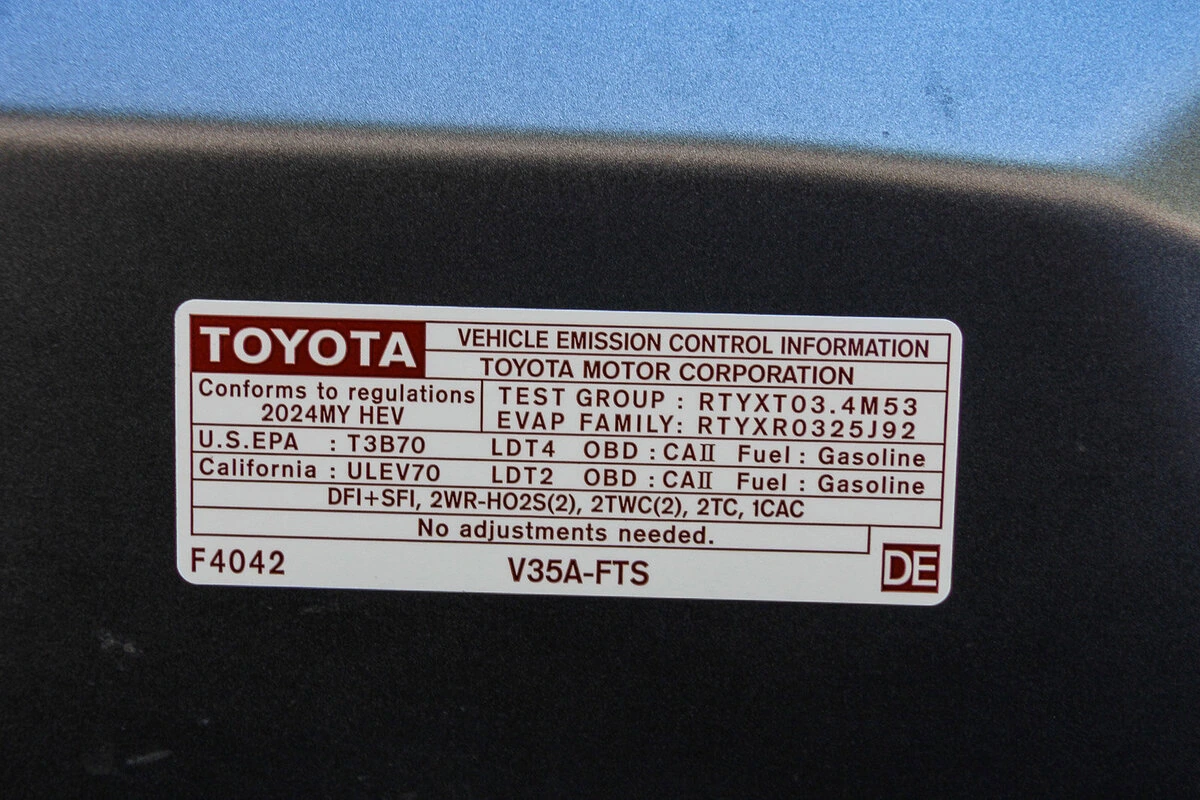 TOYOTA
VEHICLE EMISSION CONTROL INFORMATION
TOYOTA MOTOR CORPORATION
Conforms to regulations
2024MY HEV
TEST GROUP : RTYXT03.4M53
EVAP FAMILY: RTYXR0325J92
U.S.EPA : T3B70 LDT4 OBD : CAⅡ Fuel : Gasoline
California : ULEV70 LDT2 OBD : CAⅡ Fuel : Gasoline
DFI+SFI, 2WR-HO2S(2), 2TWC(2), 2TC, 1CAC
No adjustments needed.
F4042 V35A-FTS DE